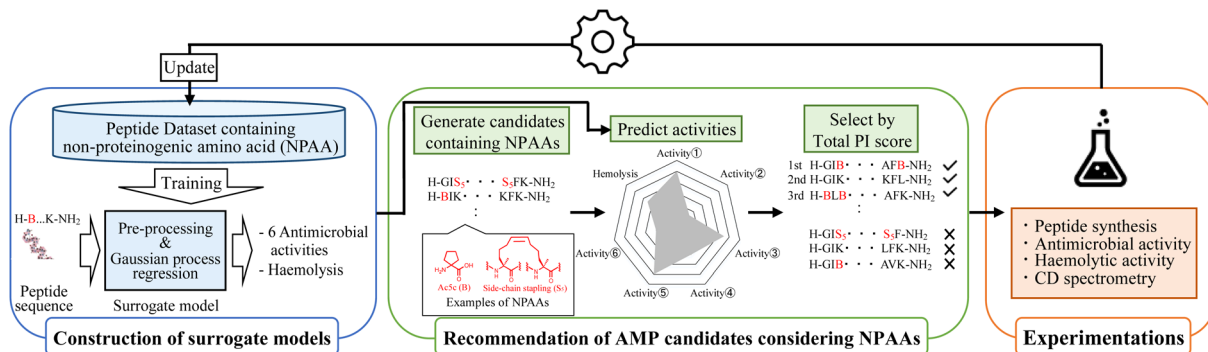 Update
Peptide Dataset containing
non-proteinogenic amino acid (NPAA)
Training
H-B...K-NH₂
Peptide
sequence
Pre-processing
&
Gaussian process
regression
Surrogate model
- 6 Antimicrobial
activities
- Haemolysis
Construction of surrogate models
Generate candidates
containing NPAAs
H-GIS₅· · · S₅FK-NH₂
H-BIK · · · KFK-NH₂
:
H₂N
OH
O
Ac5c (B)
Side-chain stapling (S₅)
Examples of NPAAs
Predict activities
Activity①
Activity②
Activity③
Activity④
Activity⑤
Activity⑥
Hemolysis
Select by
Total PI score
1st H-GIB· · · AFB-NH₂ ✓
2nd H-GIK· · · KFL-NH₂ ✓
3rd H-BLB· · · AFK-NH₂ ✓
:
H-GIS₅· · · S₅F-NH₂ ×
H-GIK· · · LFK-NH₂ ×
H-GIB· · · AVK-NH₂ ×
Recommendation of AMP candidates considering NPAAs
・Peptide synthesis
・Antimicrobial activity
・Haemolytic activity
・CD spectrometry
Experimentations